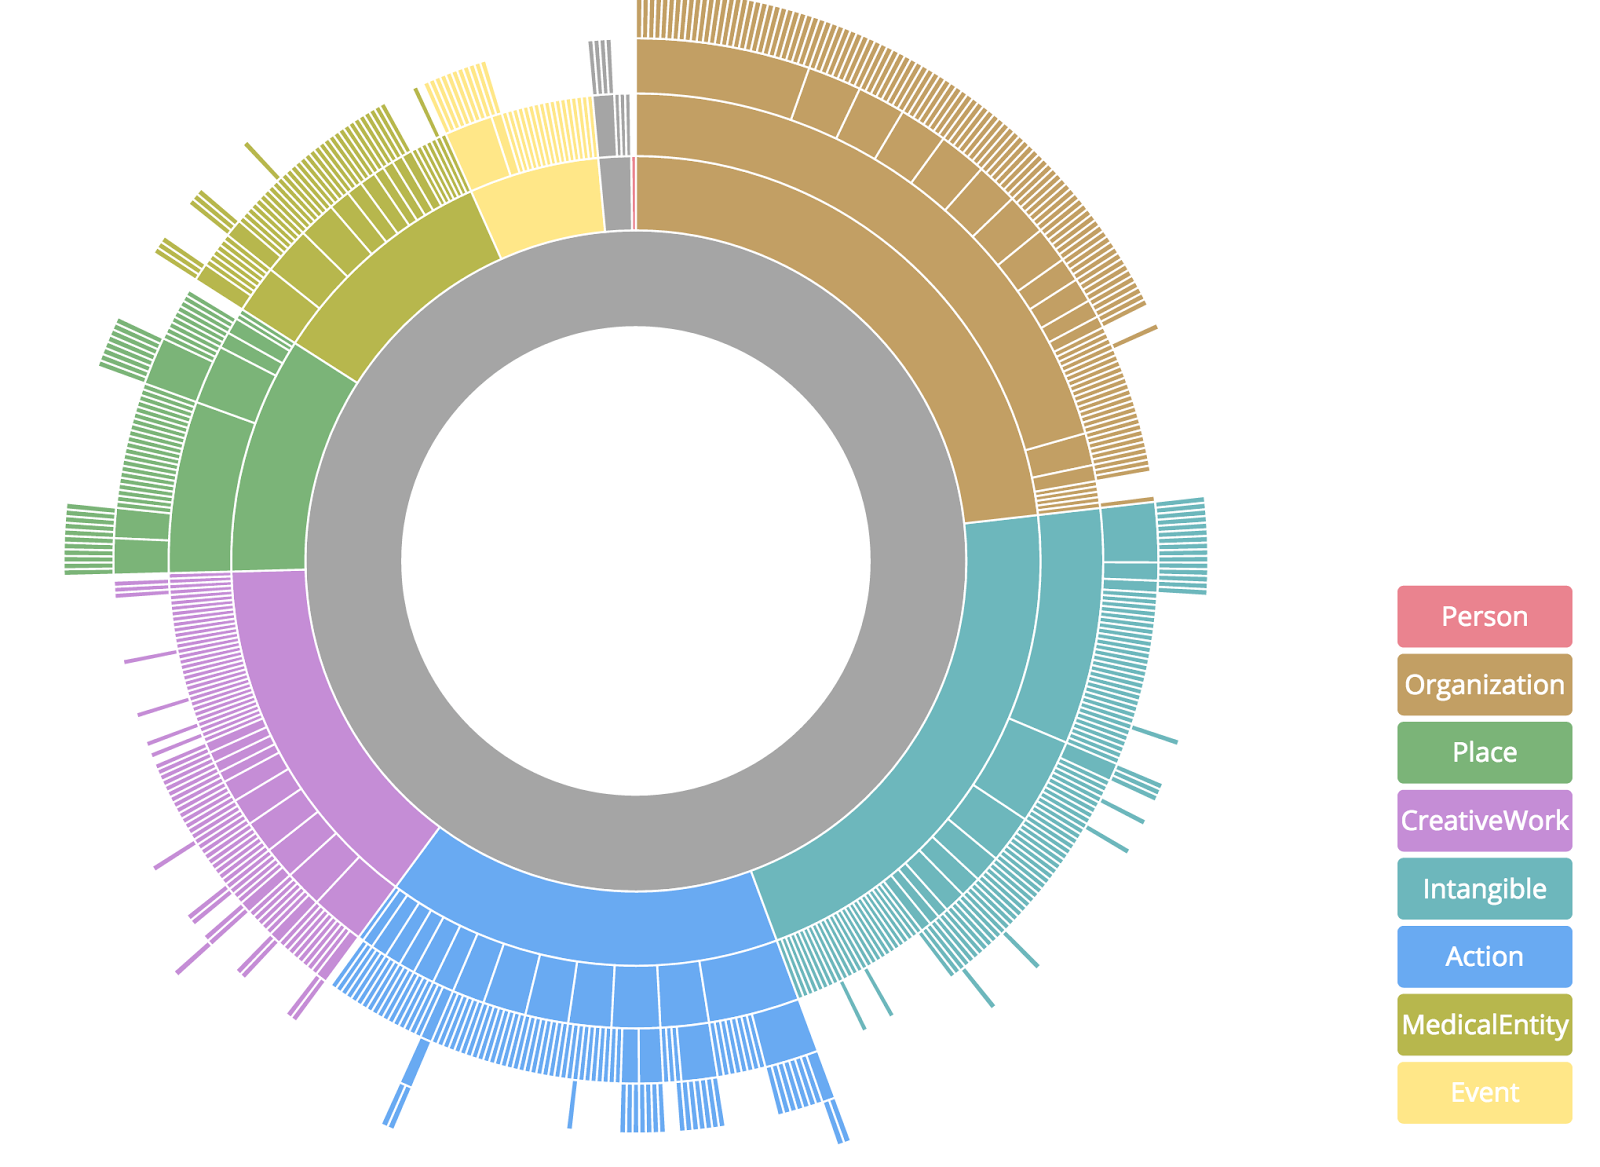 Person
Organization
Place
CreativeWork
Intangible
Action
MedicalEntity
Event